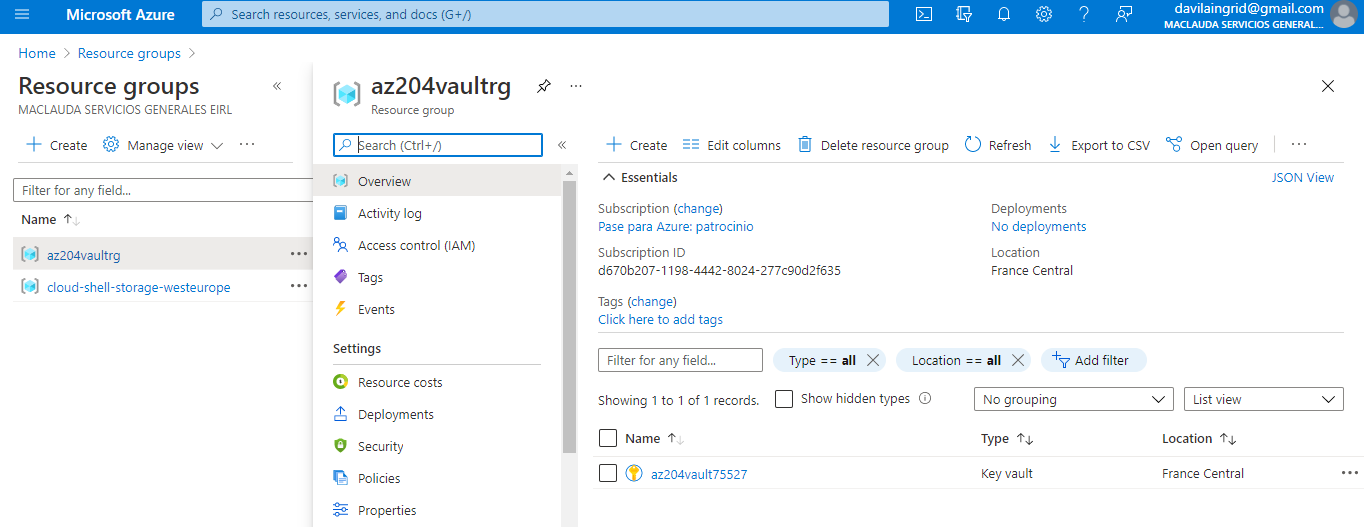 Microsoft Azure
Search resources, services, and docs (G+/)
davilaingrid@gmail.com
MACLAUDA SERVICIOS GENERAL...
Home > Resource groups >
Resource groups «
MACLAUDA SERVICIOS GENERALES EIRL
+ Create Manage view ...
Filter for any field...
Name ↑↓
az204vaultrg ...
cloud-shell-storage-westeurope ...
az204vaultrg ...
Resource group
Search (Ctrl+/) «
Overview
Activity log
Access control (IAM)
Tags
Events
Settings
Resource costs
Deployments
Security
Policies
Properties
+ Create Edit columns Delete resource group Refresh Export to CSV Open query ...
Essentials JSON View
Subscription (change) Deployments
Pase para Azure: patrocinio No deployments
Subscription ID Location
d670b207-1198-4442-8024-277c90d2f635 France Central
Tags (change)
Click here to add tags
Filter for any field... Type == all Location == all Add filter
Showing 1 to 1 of 1 records. Show hidden types No grouping List view
Name ↑↓ Type ↑↓ Location ↑↓
az204vault75527 Key vault France Central ...